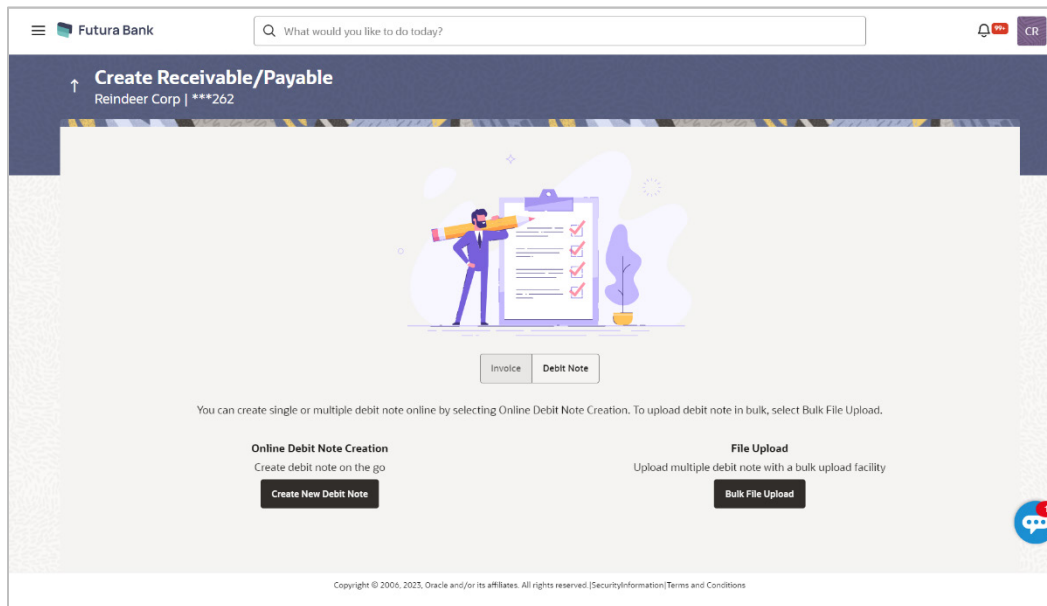 Futura Bank
What would you like to do today?
99+
CR
Create Receivable/Payable
Reindeer Corp | ***262
Invoice
Debit Note
You can create single or multiple debit note online by selecting Online Debit Note Creation. To upload debit note in bulk, select Bulk File Upload.
Online Debit Note Creation
File Upload
Create debit note on the go
Upload multiple debit note with a bulk upload facility
Create New Debit Note
Bulk File Upload
Copyright © 2006, 2023, Oracle and/or its affiliates. All rights reserved.|SecurityInformation|Terms and Conditions